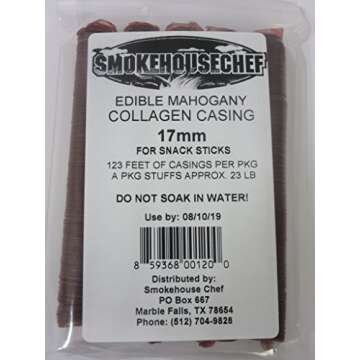 SMOKEHOUSECHEF
EDIBLE MAHOGANY
COLLAGEN CASING
17mm
FOR SNACK STICKS
123 FEET OF CASINGS PER PKG
A PKG STUFFS APPROX. 23 LB
DO NOT SOAK IN WATER!
Use by: 08/10/19
8 59368 00120 0
Distributed by:
Smokehouse Chef
PO Box 667
Marble Falls, TX 78654
Phone: (512) 704-9826